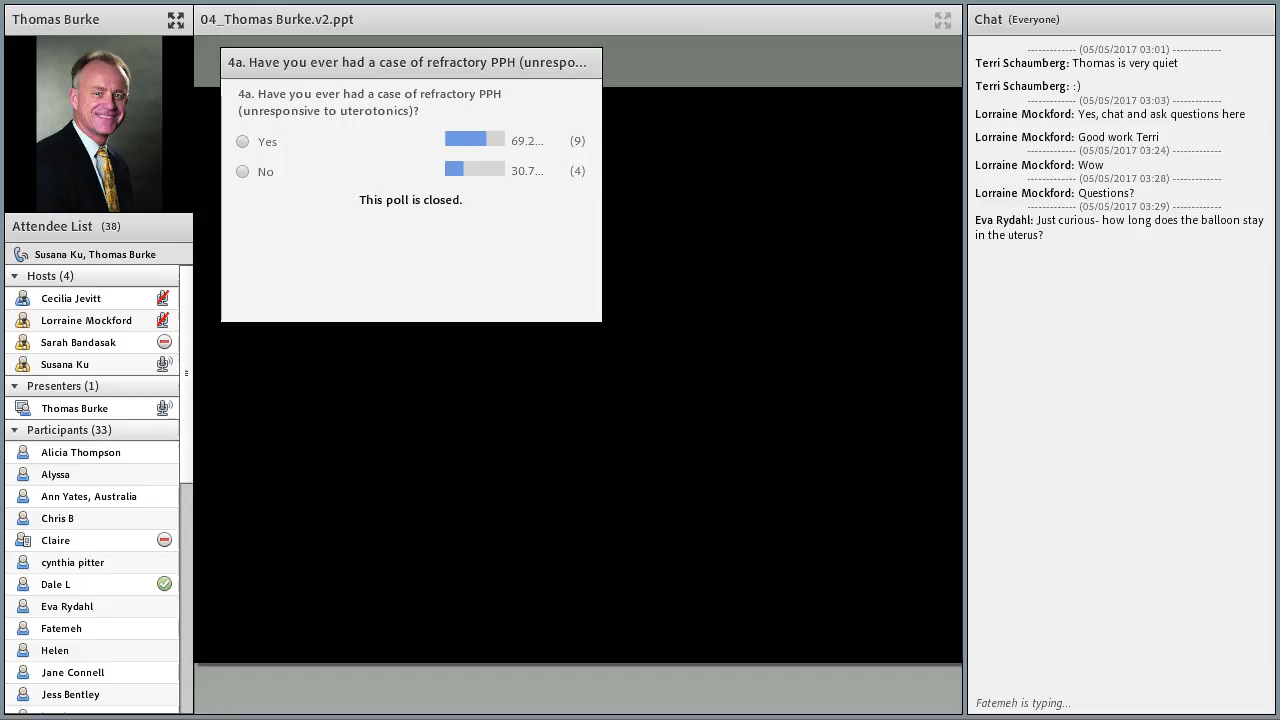 Thomas Burke
Attendee List (38)
Susana Ku, Thomas Burke
Hosts (4)
Cecilia Jevitt
Lorraine Mockford
Sarah Bandasak
Susana Ku
Presenters (1)
Thomas Burke
Participants (33)
Alicia Thompson
Alyssa
Ann Yates, Australia
Chris B
Claire
cynthia pitter
Dale L
Eva Rydahl
Fatemeh
Helen
Jane Connell
Jess Bentley
04_Thomas Burke.v2.ppt
4a. Have you ever had a case of refractory PPH (unrespo...
4a. Have you ever had a case of refractory PPH
(unresponsive to uterotonics)?
Yes 69.2... (9)
No 30.7... (4)
This poll is closed.
Chat (Everyone)
------------- (05/05/2017 03:01) -------------
Terri Schaumberg: Thomas is very quiet
Terri Schaumberg: :)
------------- (05/05/2017 03:03) -------------
Lorraine Mockford: Yes, chat and ask questions here
Lorraine Mockford: Good work Terri
------------- (05/05/2017 03:24) -------------
Lorraine Mockford: Wow
------------- (05/05/2017 03:28) -------------
Lorraine Mockford: Questions?
------------- (05/05/2017 03:29) -------------
Eva Rydahl: Just curious- how long does the balloon stay
in the uterus?
Fatemeh is typing...